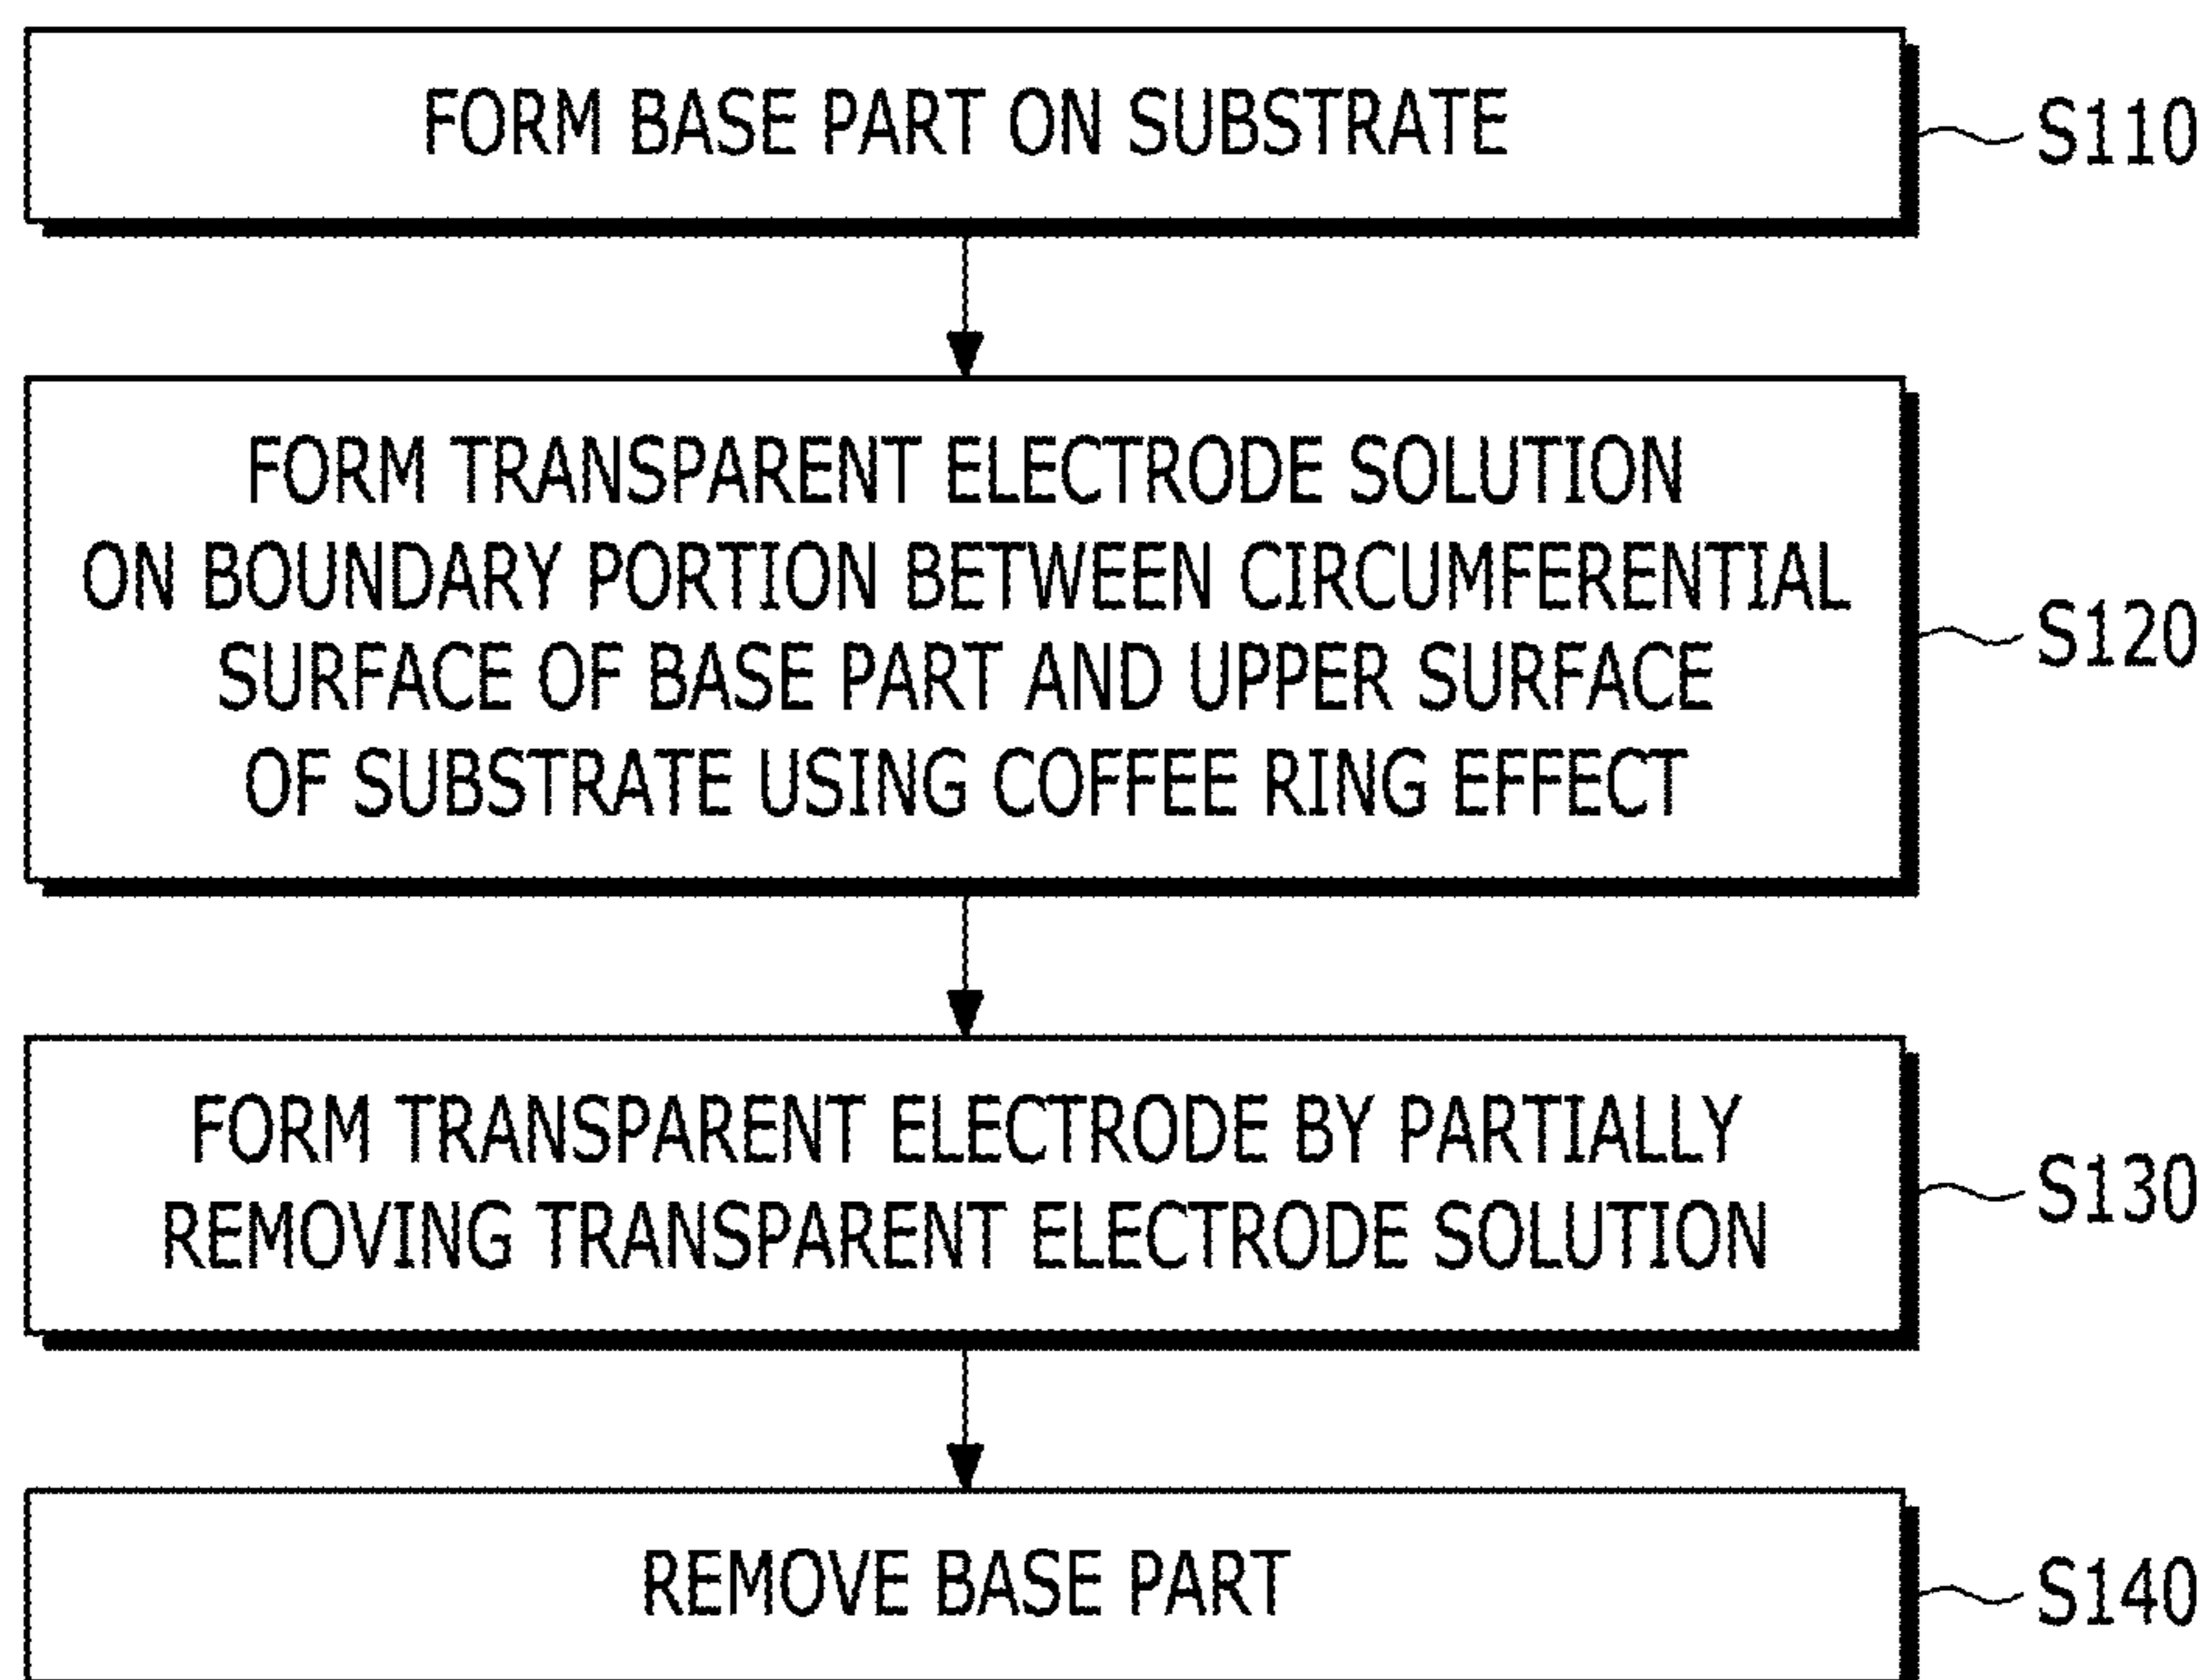 FORM BASE PART ON SUBSTRATE
S110
FORM TRANSPARENT ELECTRODE SOLUTION
ON BOUNDARY PORTION BETWEEN CIRCUMFERENTIAL
SURFACE OF BASE PART AND UPPER SURFACE
OF SUBSTRATE USING COFFEE RING EFFECT
S120
FORM TRANSPARENT ELECTRODE BY PARTIALLY
REMOVING TRANSPARENT ELECTRODE SOLUTION
S130
REMOVE BASE PART
S140